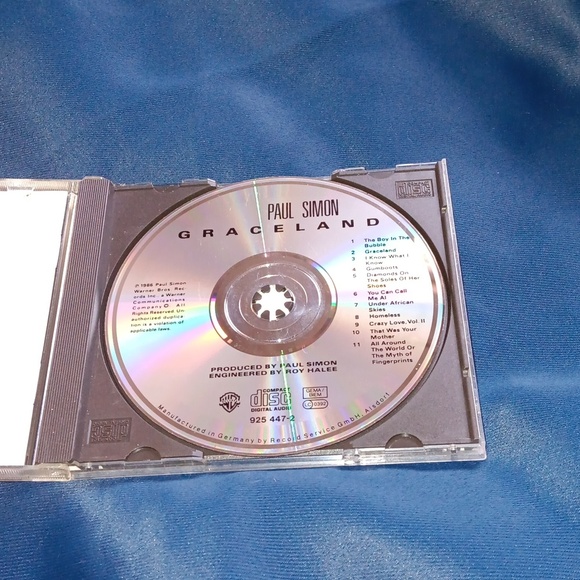 PAUL SIMON
GRACELAND
1 The Boy In The
Bubble
2 Graceland
3 I Know What I
Know
4 Gumboots
5 Diamonds On
The Soles Of Her
Shoes
6 You Can Call
Me Al
7 Under African
Skies
8 Homeless
9 Crazy Love, Vol. II
10 That Was Your
Mother
11 All Around
The World Or
The Myth of
Fingerprints
℗ 1986 Paul Simon
Warner Bros. Rec-
ords Inc., a Warner
Communications
Company O. All
Rights Reserved. Un-
authorized duplica-
tion is a violation of
applicable laws.
PRODUCED BY PAUL SIMON
ENGINEERED BY ROY HALEE
COMPACT
disc
DIGITAL AUDIO
GEMA/
BIEM
LC 0392
925 447-2
Manufactured in Germany by Record Service GmbH, Alsdorf